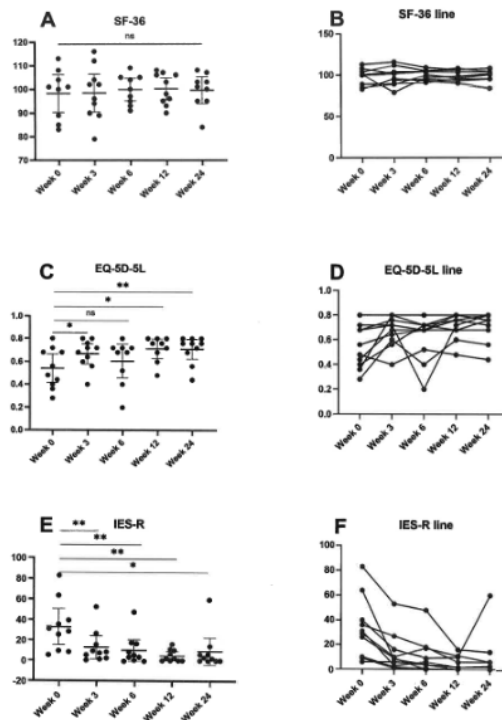 A
SF-36
ns
120
110
100
90
80
70
Week 0
Week 3
Week 6
Week 12
Week 24
B
SF-36 line
150
100
50
0
Week 0
Week 3
Week 6
Week 12
Week 24
C
EQ-5D-5L
**
*
ns
*
1.0
0.8
0.6
0.4
0.2
0.0
Week 0
Week 3
Week 6
Week 12
Week 24
D
EQ-5D-5L line
1.0
0.8
0.6
0.4
0.2
0.0
Week 0
Week 3
Week 6
Week 12
Week 24
E
IES-R
**
**
**
*
100
80
60
40
20
0
-20
Week 0
Week 3
Week 6
Week 12
Week 24
F
IES-R line
100
80
60
40
20
0
Week 0
Week 3
Week 6
Week 12
Week 24